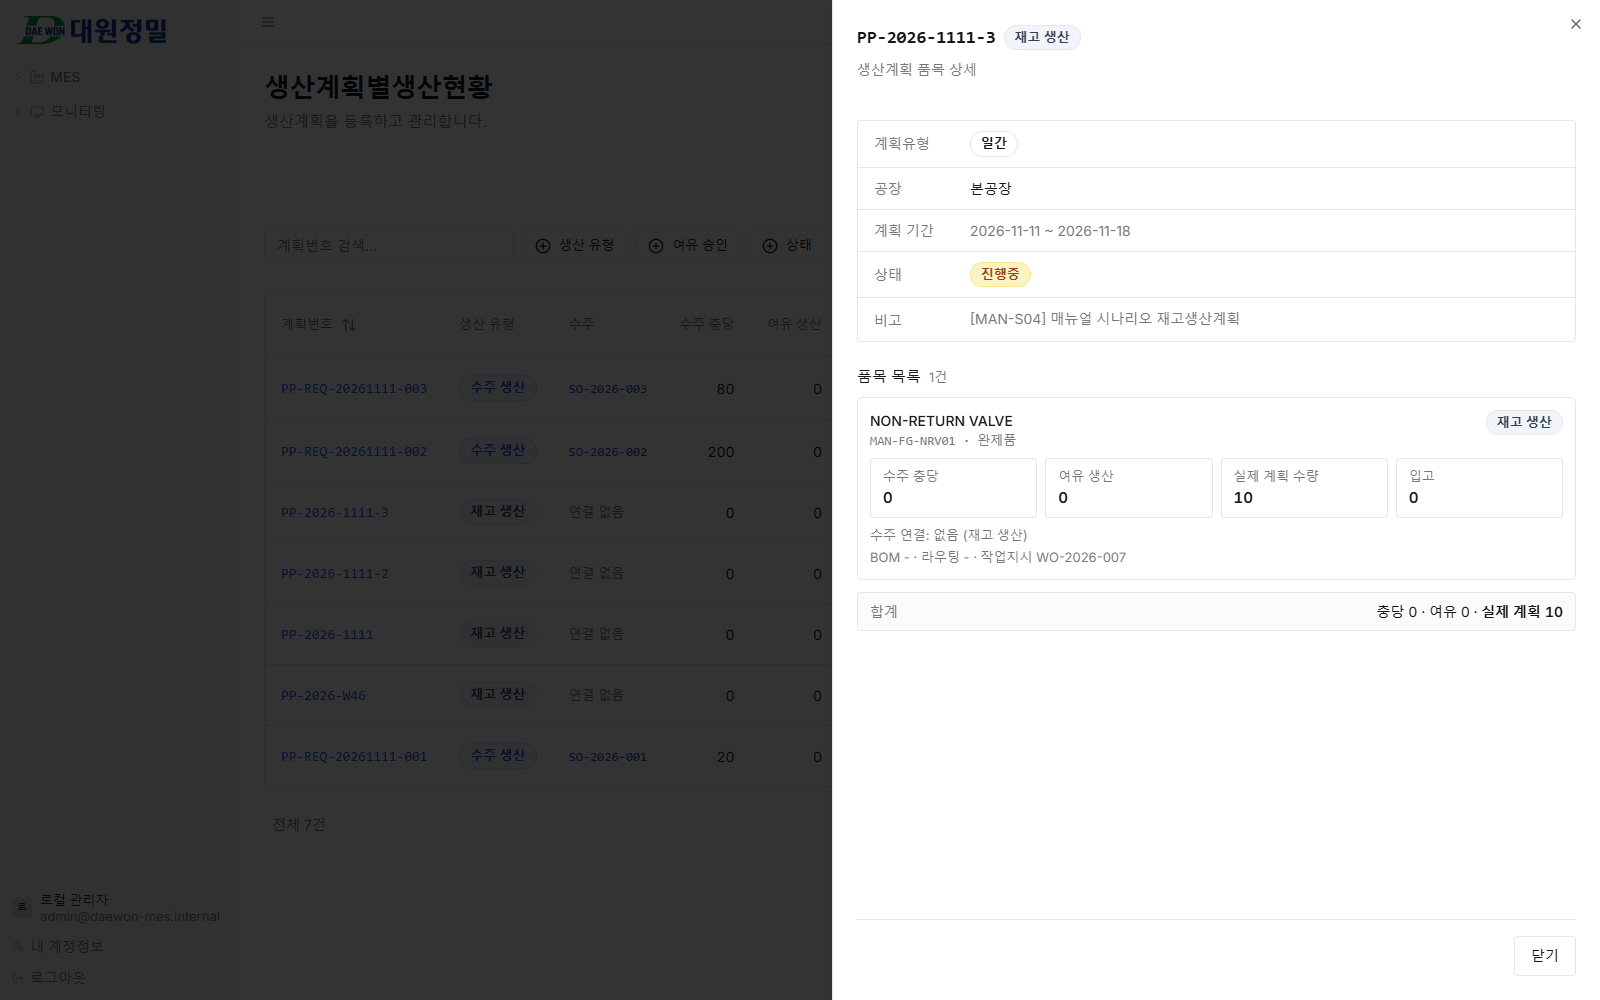 DAE WON 대원정밀
MES
모니터링
로컬 관리자
로
admin@daewon-mes.internal
내 계정정보
로그아웃
생산계획별생산현황
생산계획을 등록하고 관리합니다.
계획번호 검색... 생산 유형 여유 승인 상태
계획번호 생산 유형 수주 수주 충당 여유 생산
PP-REQ-20261111-003 수주 생산 SO-2026-003 80 0
PP-REQ-20261111-002 수주 생산 SO-2026-002 200 0
PP-2026-1111-3 재고 생산 연결 없음 0 0
PP-2026-1111-2 재고 생산 연결 없음 0 0
PP-2026-1111 재고 생산 연결 없음 0 0
PP-2026-W46 재고 생산 연결 없음 0 0
PP-REQ-20261111-001 수주 생산 SO-2026-001 20 0
전체 7건
PP-2026-1111-3 재고 생산
생산계획 품목 상세
계획유형 일간
공장 본공장
계획 기간 2026-11-11 ~ 2026-11-18
상태 진행중
비고 [MAN-S04] 매뉴얼 시나리오 재고생산계획
품목 목록 1건
NON-RETURN VALVE 재고 생산
MAN-FG-NRV01 · 완제품
수주 충당 여유 생산 실제 계획 수량 입고
0 0 10 0
수주 연결: 없음 (재고 생산)
BOM - · 라우팅 - · 작업지시 WO-2026-007
합계 충당 0 · 여유 0 · 실제 계획 10
닫기